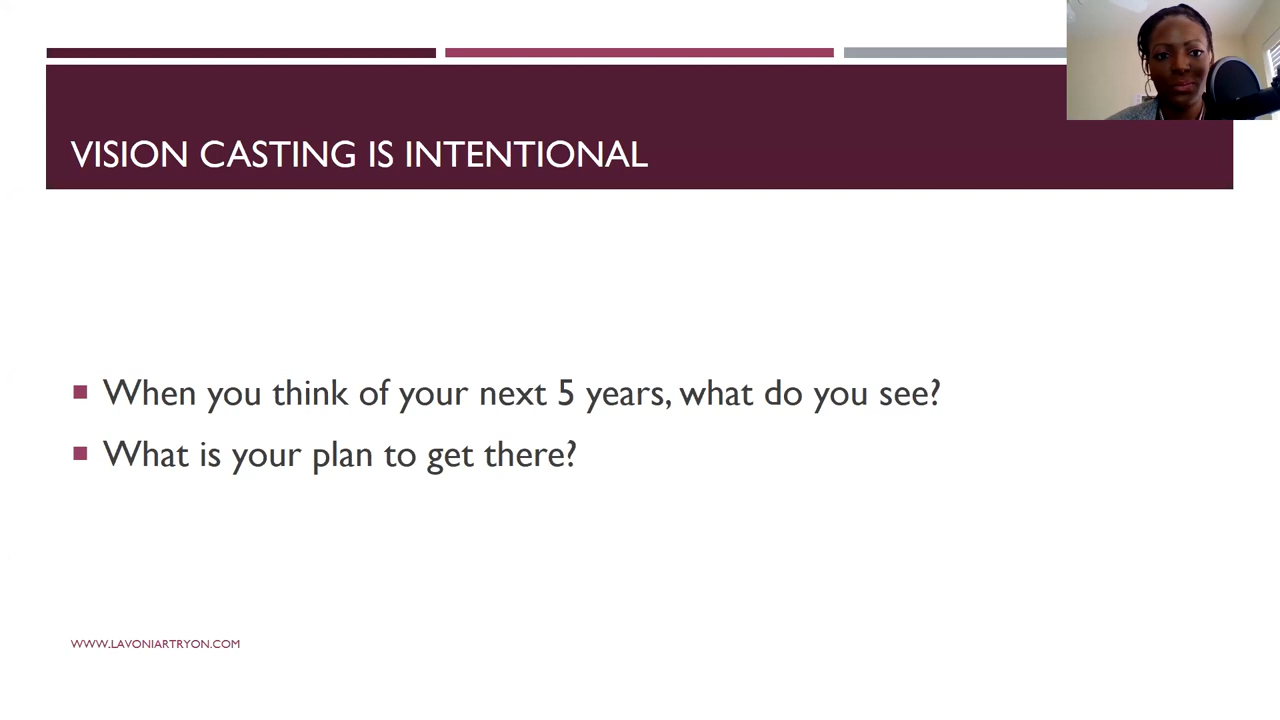 VISION CASTING IS INTENTIONAL
When you think of your next 5 years, what do you see?
What is your plan to get there?
WWW.LAVONIARTRYON.COM